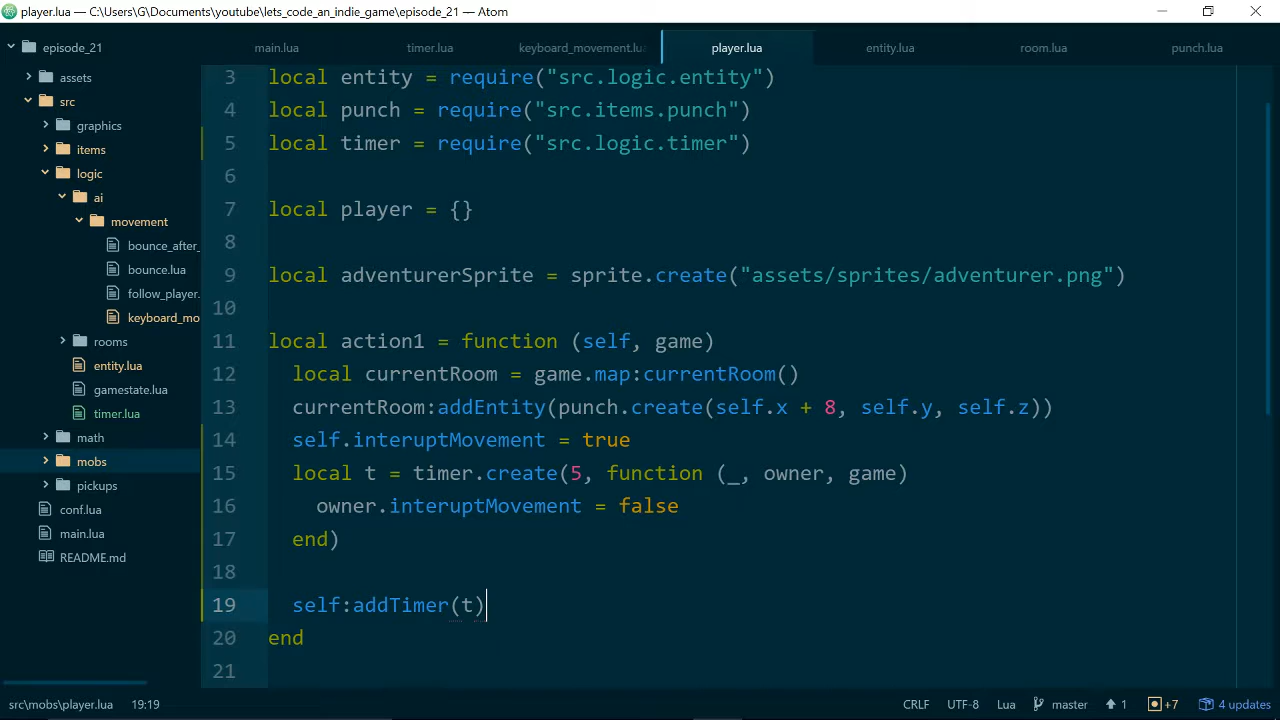 player.lua — C:\Users\G\Documents\youtube\lets_code_an_indie_game\episode_21 — Atom
episode_21
assets
src
graphics
items
logic
ai
movement
bounce_after_
bounce.lua
follow_player.
keyboard_mo
rooms
entity.lua
gamestate.lua
timer.lua
math
mobs
pickups
conf.lua
main.lua
README.md
main.lua timer.lua keyboard_movement.lua player.lua entity.lua room.lua punch.lua
3 local entity = require("src.logic.entity")
4 local punch = require("src.items.punch")
5 local timer = require("src.logic.timer")
6
7 local player = {}
8
9 local adventurerSprite = sprite.create("assets/sprites/adventurer.png")
10
11 local action1 = function (self, game)
12 local currentRoom = game.map:currentRoom()
13 currentRoom:addEntity(punch.create(self.x + 8, self.y, self.z))
14 self.interuptMovement = true
15 local t = timer.create(5, function (_, owner, game)
16 owner.interuptMovement = false
17 end)
18
19 self:addTimer(t)
20 end
21
src\mobs\player.lua 19:19 CRLF UTF-8 Lua master 1 +7 4 updates